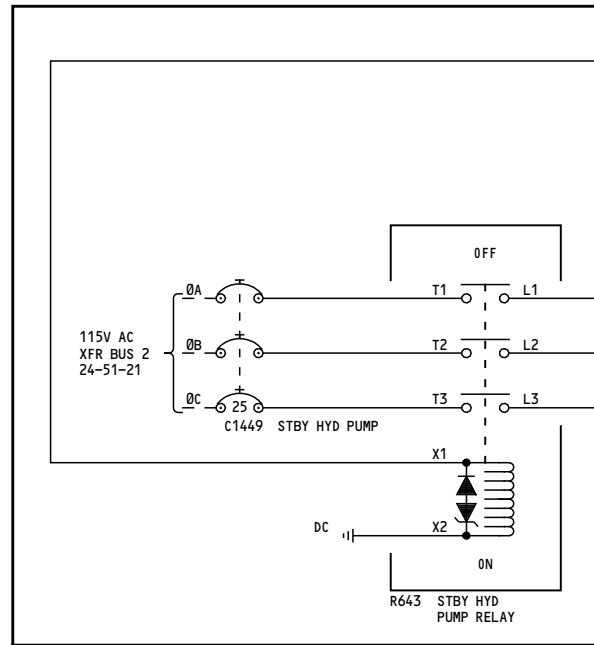 OFF
ØA T1 L1
115V AC
XFR BUS 2
24-51-21
ØB T2 L2
ØC 25 T3 L3
C1449 STBY HYD PUMP
X1
DC X2
ON
R643 STBY HYD
PUMP RELAY